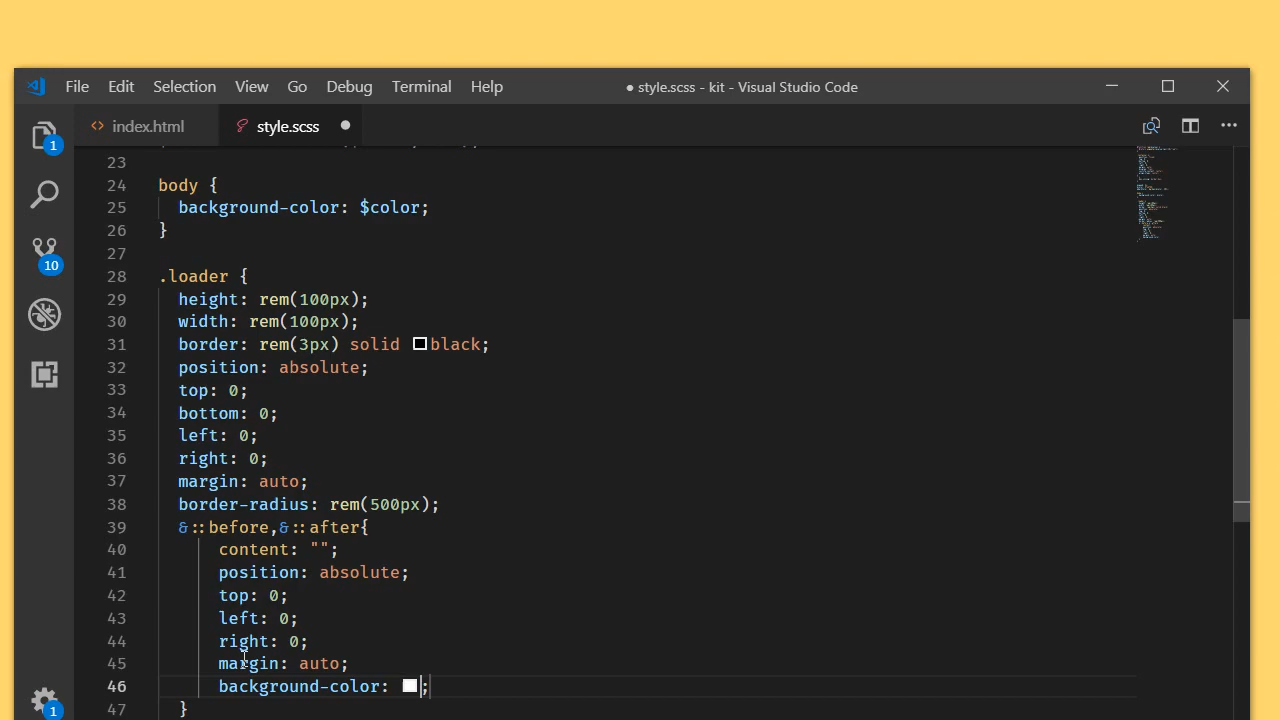 File Edit Selection View Go Debug Terminal Help ● style.scss - kit - Visual Studio Code
index.html style.scss
1
10
1
23
24 body {
25 background-color: $color;
26 }
27
28 .loader {
29 height: rem(100px);
30 width: rem(100px);
31 border: rem(3px) solid black;
32 position: absolute;
33 top: 0;
34 bottom: 0;
35 left: 0;
36 right: 0;
37 margin: auto;
38 border-radius: rem(500px);
39 &::before,&::after{
40 content: "";
41 position: absolute;
42 top: 0;
43 left: 0;
44 right: 0;
45 margin: auto;
46 background-color: ;
47 }